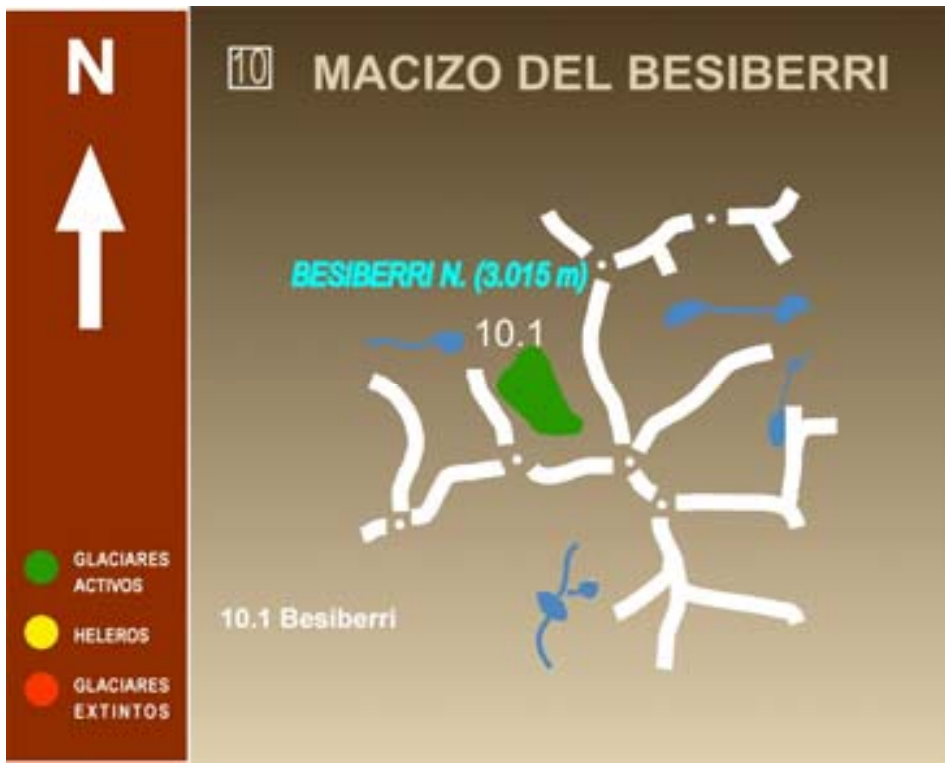 N
10 MACIZO DEL BESIBERRI
BESIBERRI N. (3.015 m)
10.1
10.1 Besiberri
GLACIARES
ACTIVOS
HELEROS
GLACIARES
EXTINTOS